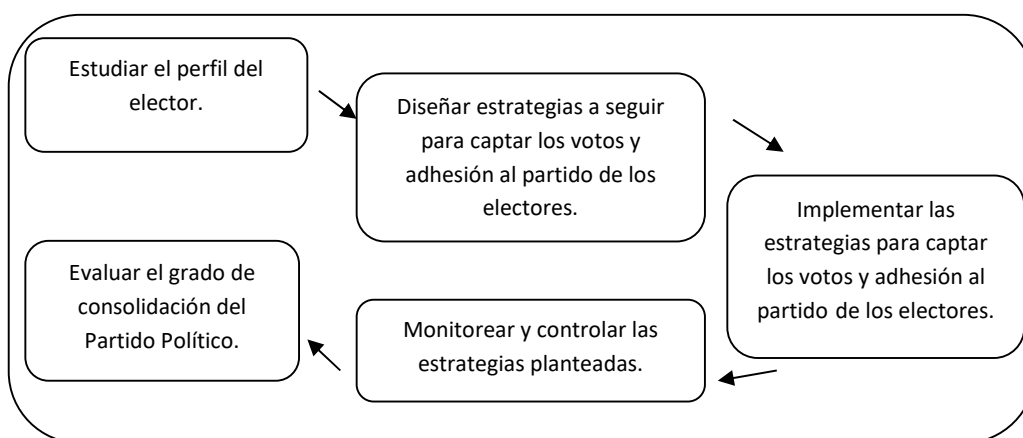 Estudiar el perfil del
elector.
Diseñar estrategias a seguir
para captar los votos y
adhesión al partido de los
electores.
Implementar las
estrategias para captar
los votos y adhesión al
partido de los electores.
Monitorear y controlar las
estrategias planteadas.
Evaluar el grado de
consolidación del
Partido Político.